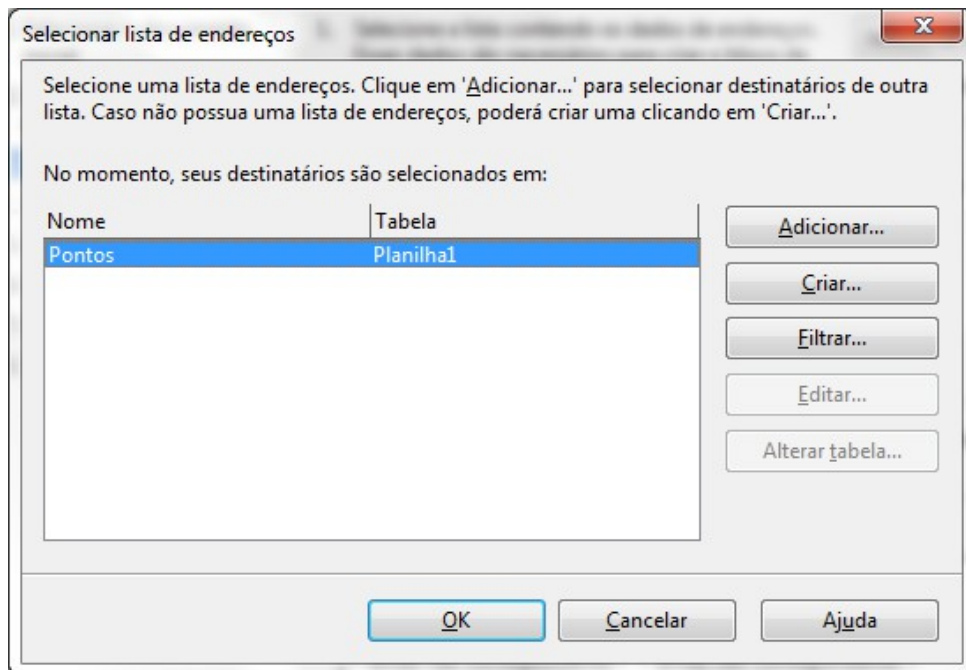 Selecionar lista de endereços
Selecione uma lista de endereços. Clique em 'Adicionar...' para selecionar destinatários de outra
lista. Caso não possua uma lista de endereços, poderá criar uma clicando em 'Criar...'.
No momento, seus destinatários são selecionados em:
Nome Tabela
Pontos Planilha1
Adicionar...
Criar...
Filtrar...
Editar...
Alterar tabela...
OK Cancelar Ajuda